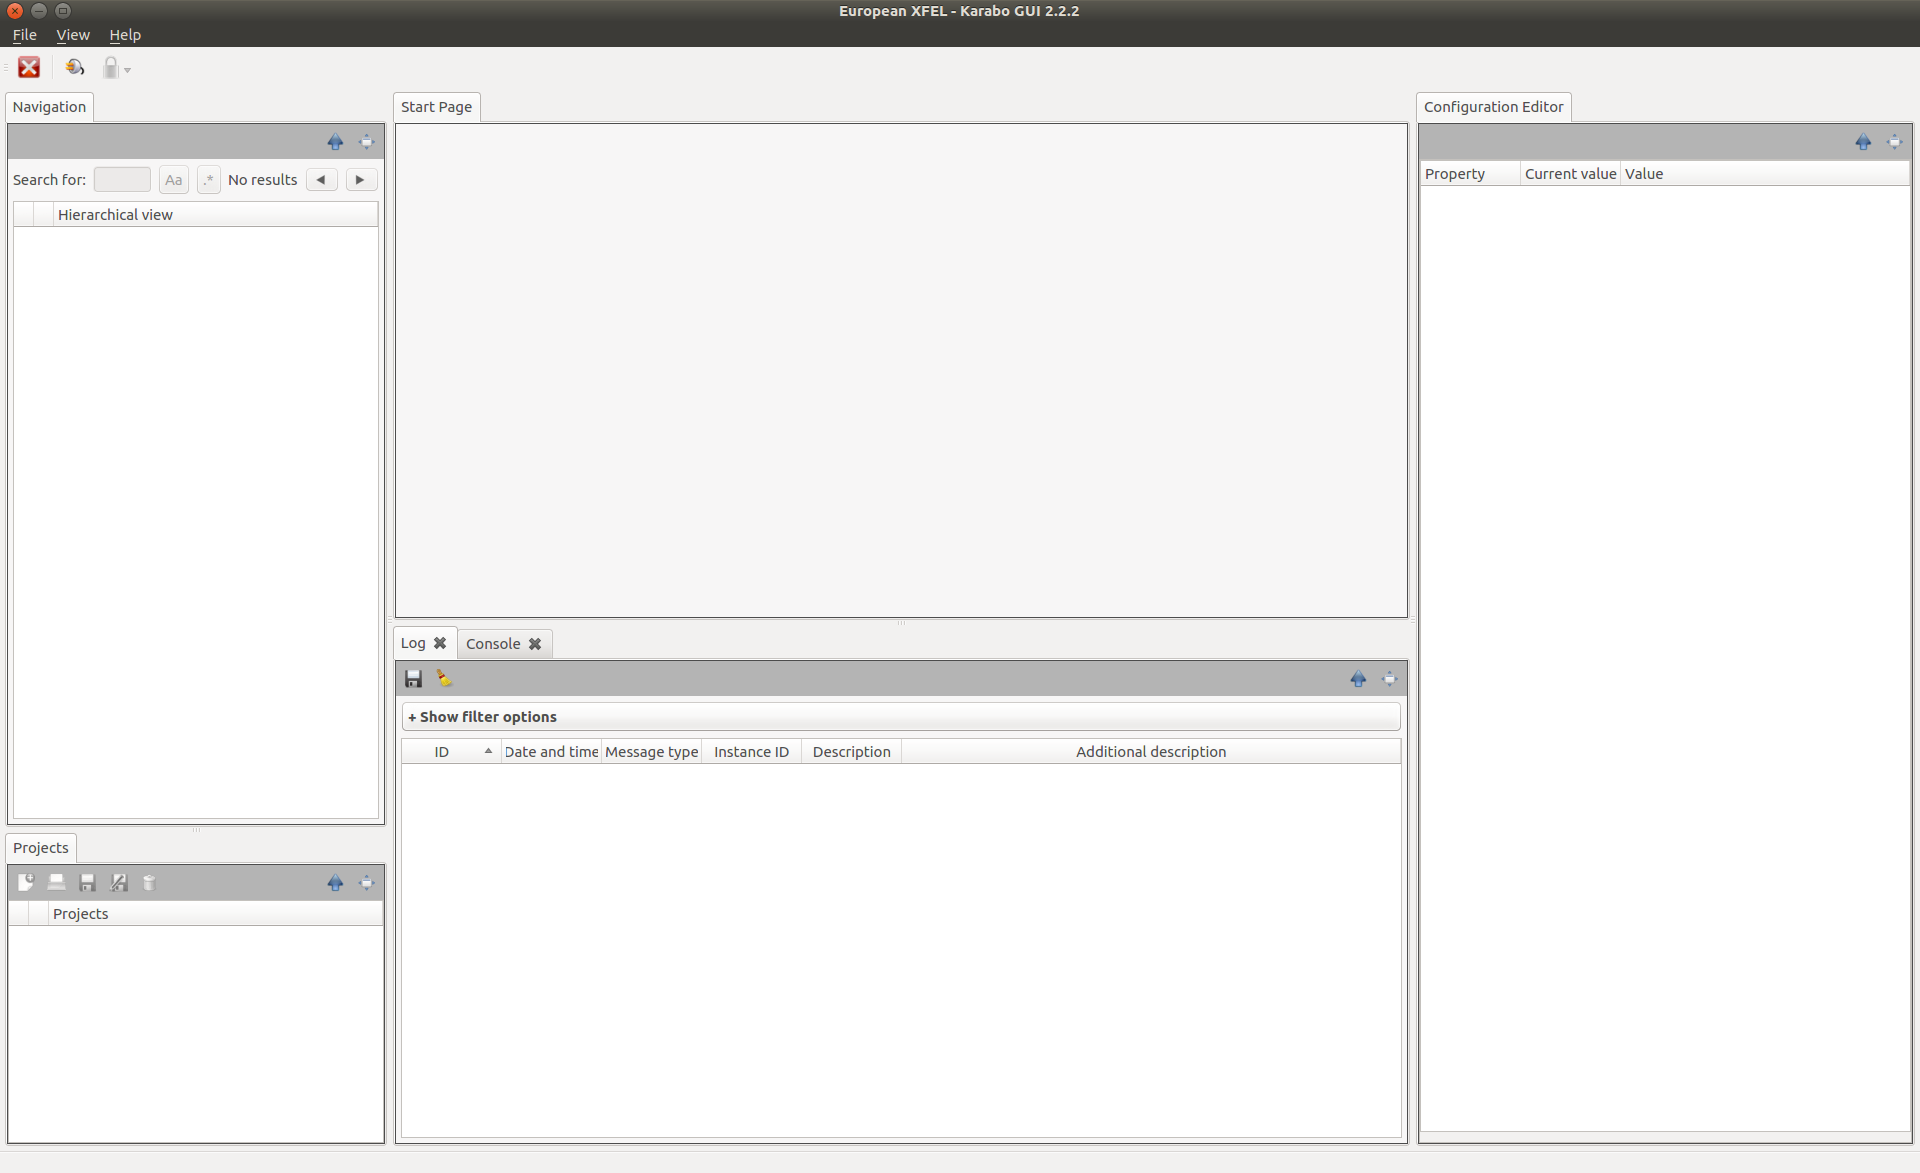 European XFEL - Karabo GUI 2.2.2
File View Help
Navigation
Search for: Aa .* No results
Hierarchical view
Projects
Projects
Start Page
Log Console
+ Show filter options
ID Date and time Message type Instance ID Description Additional description
Configuration Editor
Property Current value Value